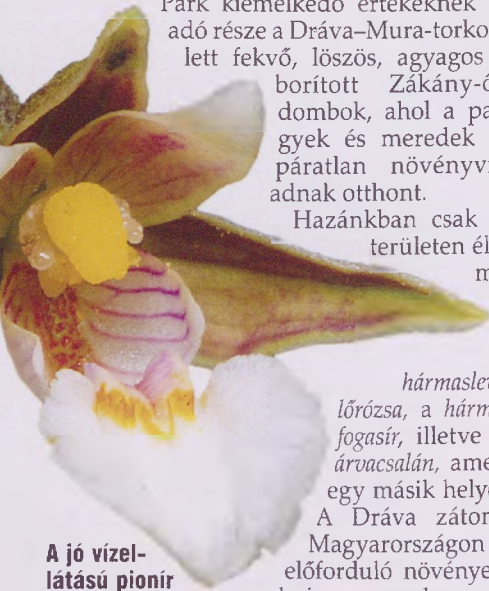 Park kiemelkedő értékeknek
adó része a Dráva–Mura-torko
lett fekvő, löszös, agyagos
borított Zákány-ő
dombok, ahol a pa
gyek és meredek
páratlan növényvi
adnak otthont.
Hazánkban csak
területen él
m
hármaslev
lőrózsa, a hárm
fogasír, illetve
árvacsalán, ame
egy másik helye
A Dráva zátor
Magyarországon
előforduló növénye
A jó vízel-
látású pionír